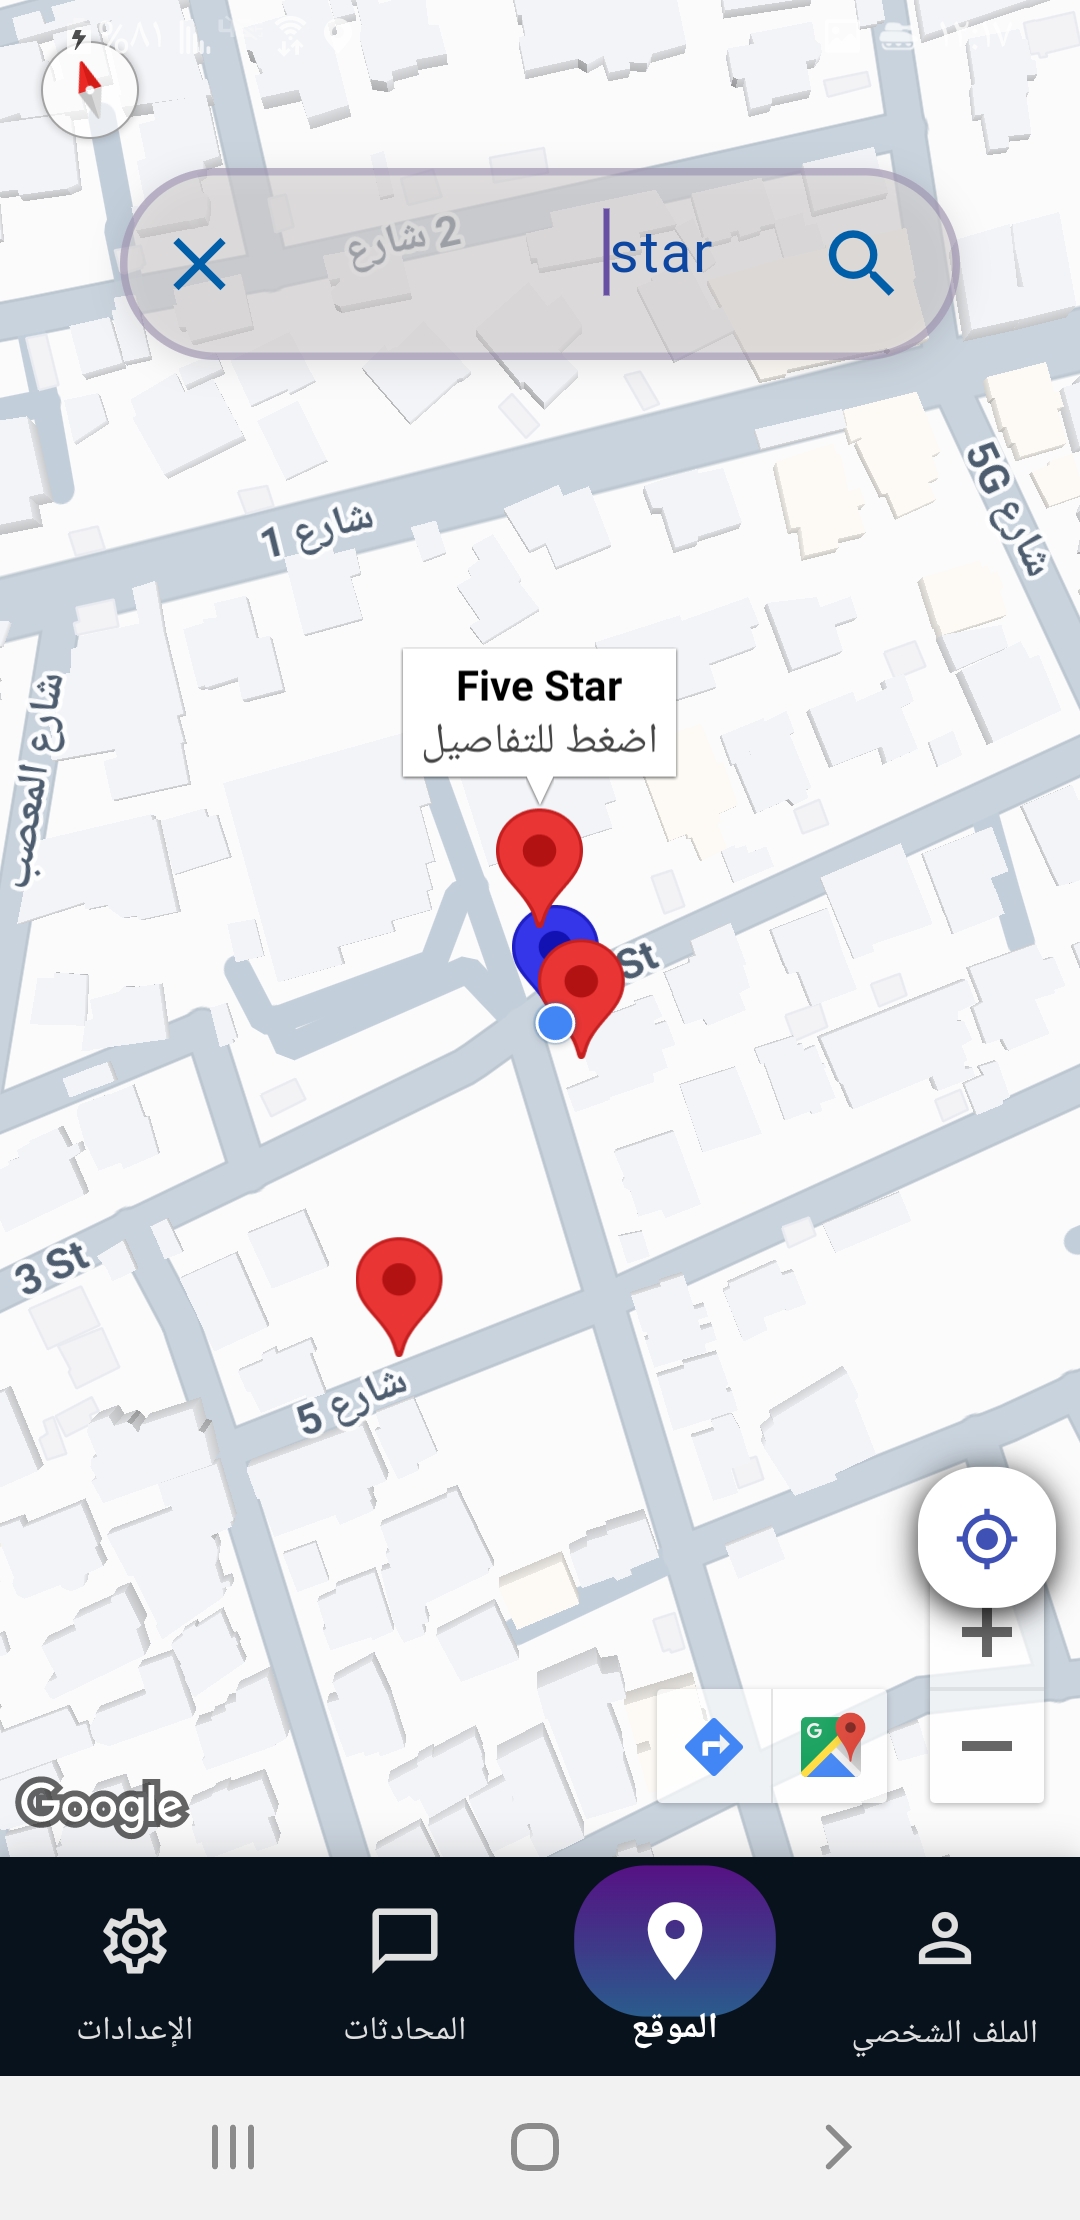 %٨١
star
شارع 2
شارع 1
شارع 5G
شارع المعصب
Five Star
اضغط للتفاصيل
St
3 St
شارع 5
Google
الملف الشخصي
الموقع
المحادثات
الإعدادات